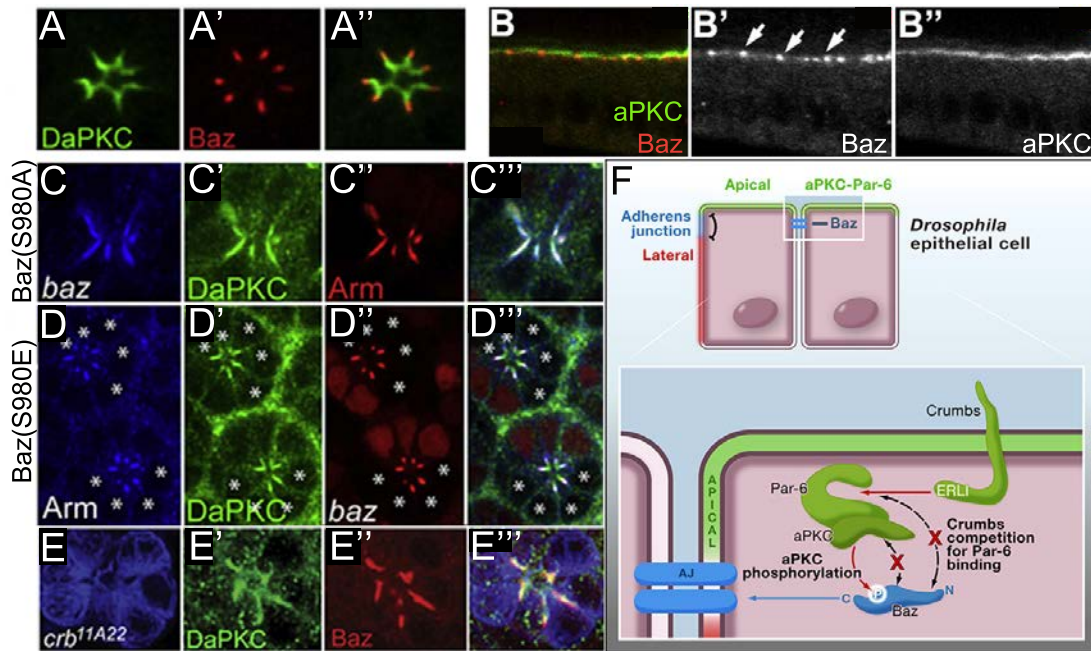 A
A'
A''
B
B'
B''
DaPKC
Baz
aPKC
Baz
Baz
aPKC
Baz(S980A)
C
C'
C''
C'''
baz
DaPKC
Arm
Baz(S980E)
D
D'
D''
D'''
Arm
DaPKC
baz
E
E'
E''
E'''
crb11A22
DaPKC
Baz
F
Apical
aPKC-Par-6
Adherens
junction
Baz
Drosophila
epithelial cell
Lateral
Crumbs
APICAL
Par-6
ERLI
aPKC
Crumbs
competition
for Par-6
binding
aPKC
phosphorylation
AJ
C
P
N
Baz